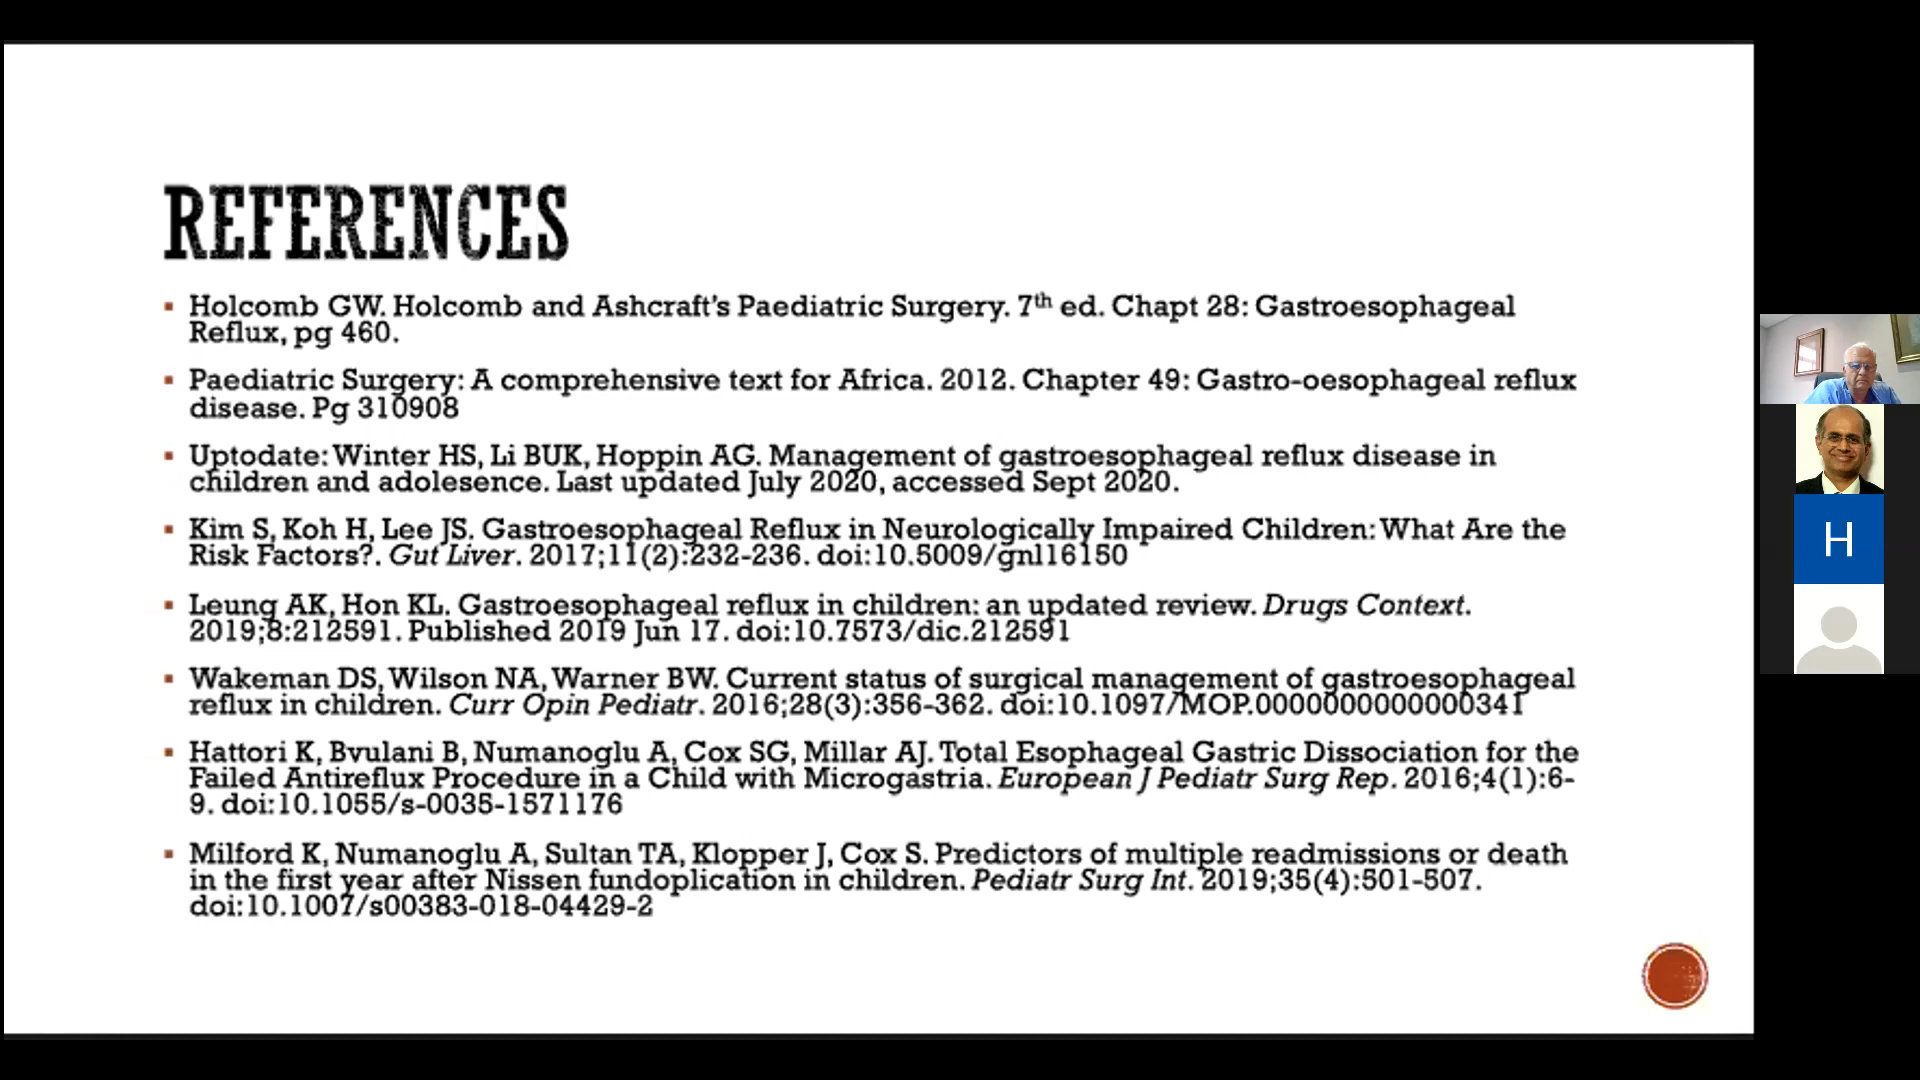 REFERENCES
Holcomb GW. Holcomb and Ashcraft’s Paediatric Surgery. 7th ed. Chapt 28: Gastroesophageal
Reflux, pg 460.
Paediatric Surgery: A comprehensive text for Africa. 2012. Chapter 49: Gastro-oesophageal reflux
disease. Pg 310908
Uptodate: Winter HS, Li BUK, Hoppin AG. Management of gastroesophageal reflux disease in
children and adolesence. Last updated July 2020, accessed Sept 2020.
Kim S, Koh H, Lee JS. Gastroesophageal Reflux in Neurologically Impaired Children: What Are the
Risk Factors?. Gut Liver. 2017;11(2):232-236. doi:10.5009/gnl16150
Leung AK, Hon KL. Gastroesophageal reflux in children: an updated review. Drugs Context.
2019;8:212591. Published 2019 Jun 17. doi:10.7573/dic.212591
Wakeman DS, Wilson NA, Warner BW. Current status of surgical management of gastroesophageal
reflux in children. Curr Opin Pediatr. 2016;28(3):356-362. doi:10.1097/MOP.0000000000000341
Hattori K, Bvulani B, Numanoglu A, Cox SG, Millar AJ. Total Esophageal Gastric Dissociation for the
Failed Antireflux Procedure in a Child with Microgastria. European J Pediatr Surg Rep. 2016;4(1):6-
9. doi:10.1055/s-0035-1571176
Milford K, Numanoglu A, Sultan TA, Klopper J, Cox S. Predictors of multiple readmissions or death
in the first year after Nissen fundoplication in children. Pediatr Surg Int. 2019;35(4):501-507.
doi:10.1007/s00383-018-04429-2
H